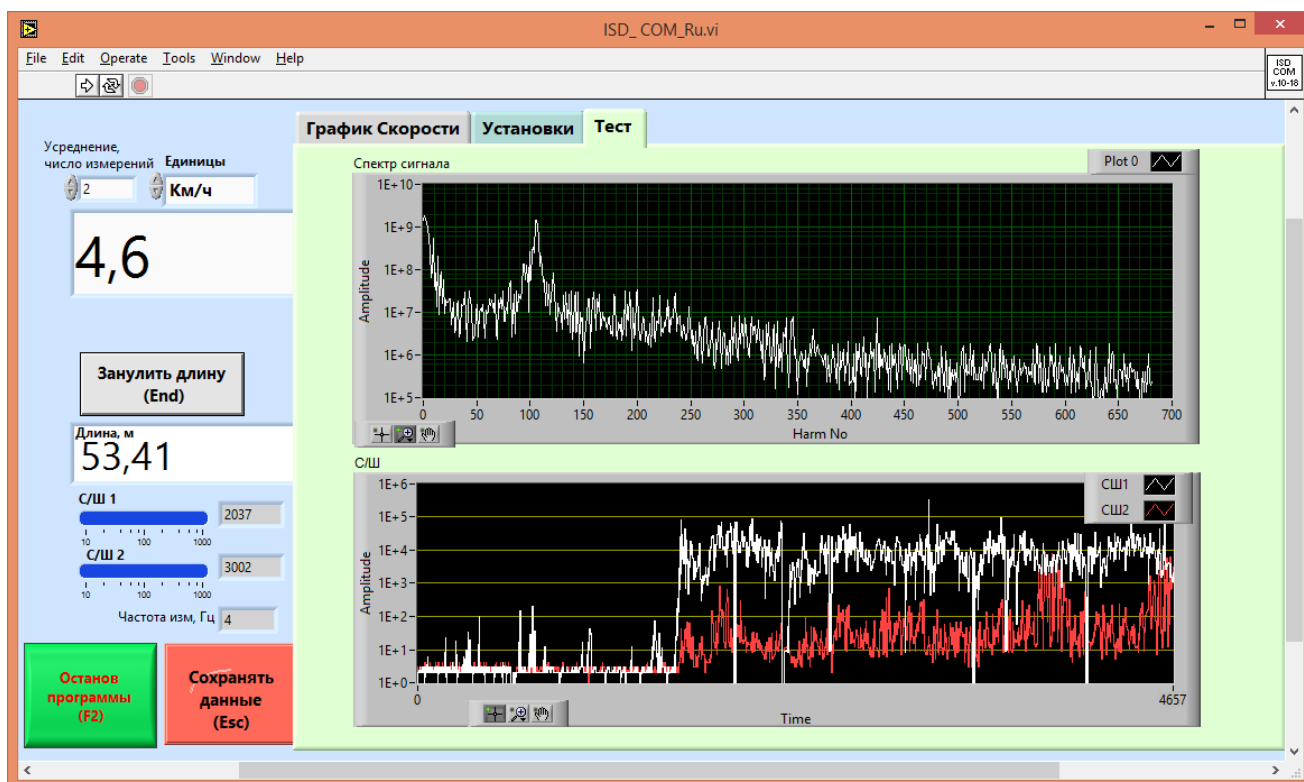 ISD_ COM_Ru.vi
File Edit Operate Tools Window Help
ISD
COM
v.10-18
График Скорости Установки Тест
Усреднение,
число измерений
Единицы
2
Км/ч
4,6
Занулить длину
(End)
Длина, м
53,41
С/Ш 1
2037
10 100 1000
С/Ш 2
3002
10 100 1000
Частота изм, Гц 4
Останов
программы
(F2)
Сохранять
данные
(Esc)
Спектр сигнала
Plot 0
1E+10
1E+9
1E+8
1E+7
1E+6
1E+5
Amplitude
0 50 100 150 200 250 300 350 400 450 500 550 600 650 700
Harm No
С/Ш
СШ1
СШ2
1E+6
1E+5
1E+4
1E+3
1E+2
1E+1
1E+0
Amplitude
0 4657
Time